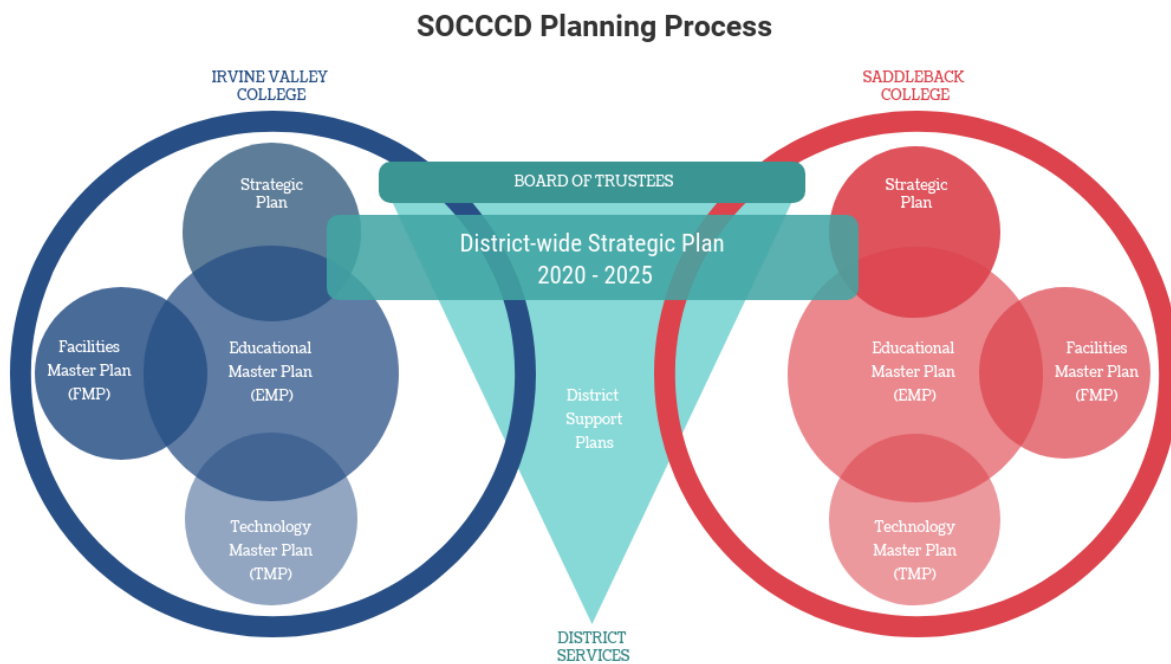 SOCCCD Planning Process
IRVINE VALLEY
COLLEGE
SADDLEBACK
COLLEGE
BOARD OF TRUSTEES
District-wide Strategic Plan
2020 - 2025
Strategic
Plan
Facilities
Master Plan
(FMP)
Educational
Master Plan
(EMP)
Technology
Master Plan
(TMP)
District
Support
Plans
Strategic
Plan
Educational
Master Plan
(EMP)
Facilities
Master Plan
(FMP)
Technology
Master Plan
(TMP)
DISTRICT
SERVICES